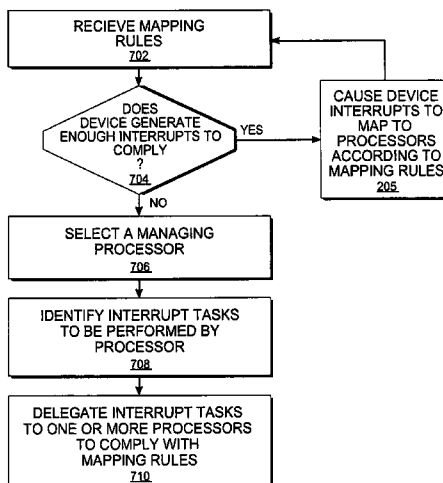 RECIEVE MAPPING
RULES
702
DOES
DEVICE GENERATE
ENOUGH INTERRUPTS TO
COMPLY
?
704
YES
CAUSE DEVICE
INTERRUPTS TO
MAP TO
PROCESSORS
ACCORDING TO
MAPPING RULES
205
NO
SELECT A MANAGING
PROCESSOR
706
IDENTIFY INTERRUPT TASKS
TO BE PERFORMED BY
PROCESSOR
708
DELEGATE INTERRUPT TASKS
TO ONE OR MORE PROCESSORS
TO COMPLY WITH
MAPPING RULES
710